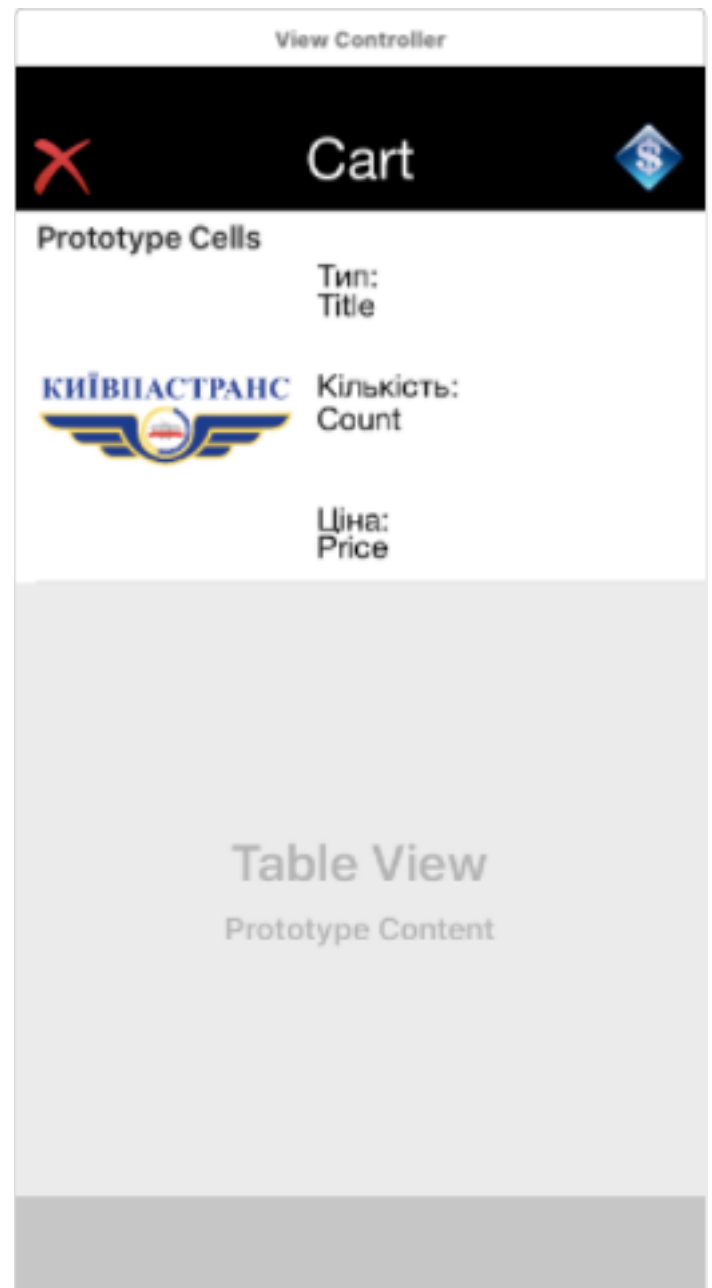 View Controller
Cart
$
Prototype Cells
Тип:
Title
КИЇВПАСТРАНС
Кількість:
Count
Ціна:
Price
Table View
Prototype Content